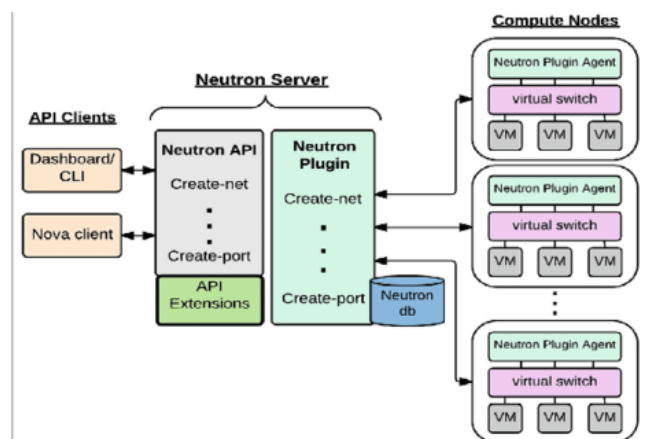 Compute Nodes
Neutron Server
API Clients
Dashboard/
CLI
Nova client
Neutron API
Create-net
Create-port
API
Extensions
Neutron
Plugin
Create-net
Create-port
Neutron
db
Neutron Plugin Agent
virtual switch
VM VM VM
Neutron Plugin Agent
virtual switch
VM VM VM
Neutron Plugin Agent
virtual switch
VM VM VM